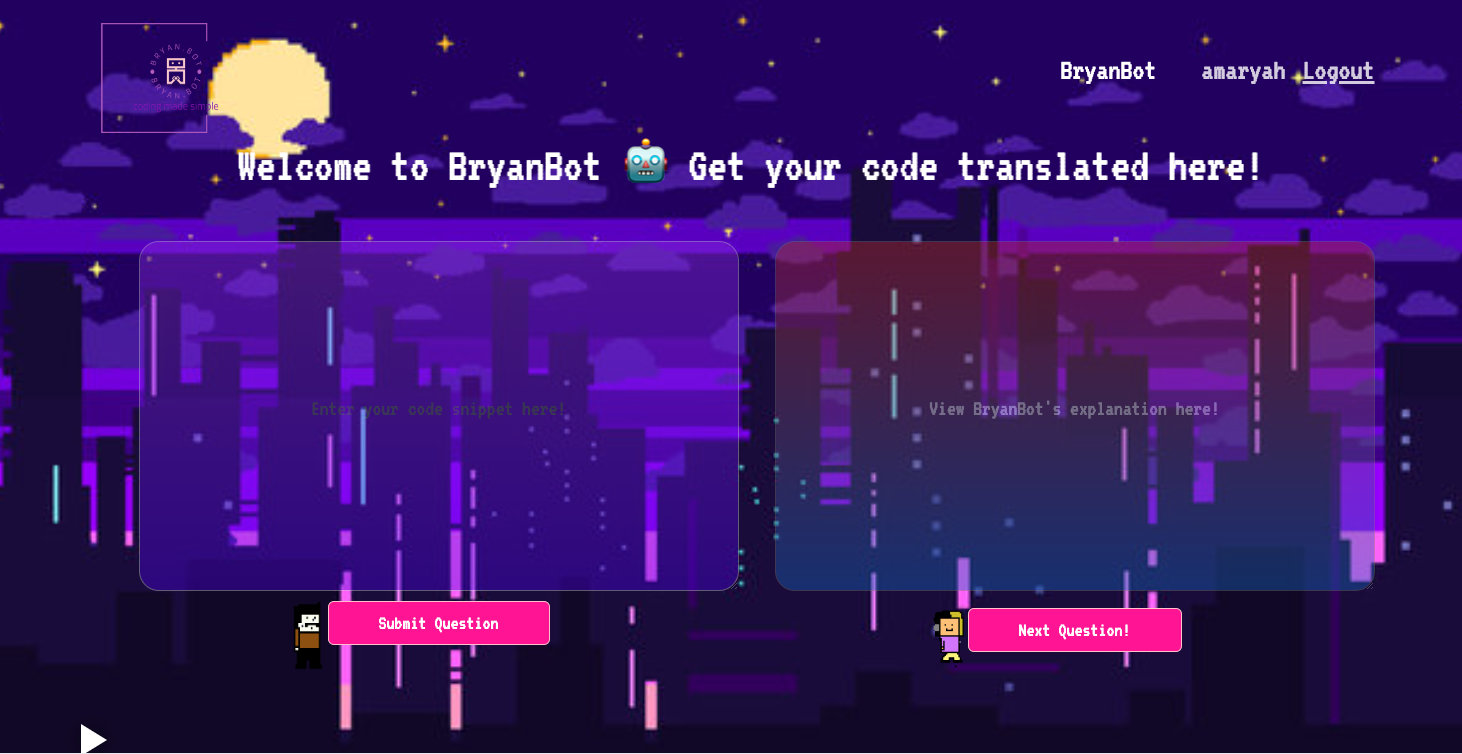 BRYAN.BOT
BRYAN.BOT
coding made simple
BryanBot amaryah Logout
Welcome to BryanBot 🤖 Get your code translated here!
Enter your code snippet here!
View BryanBot's explanation here!
Submit Question
Next Question!